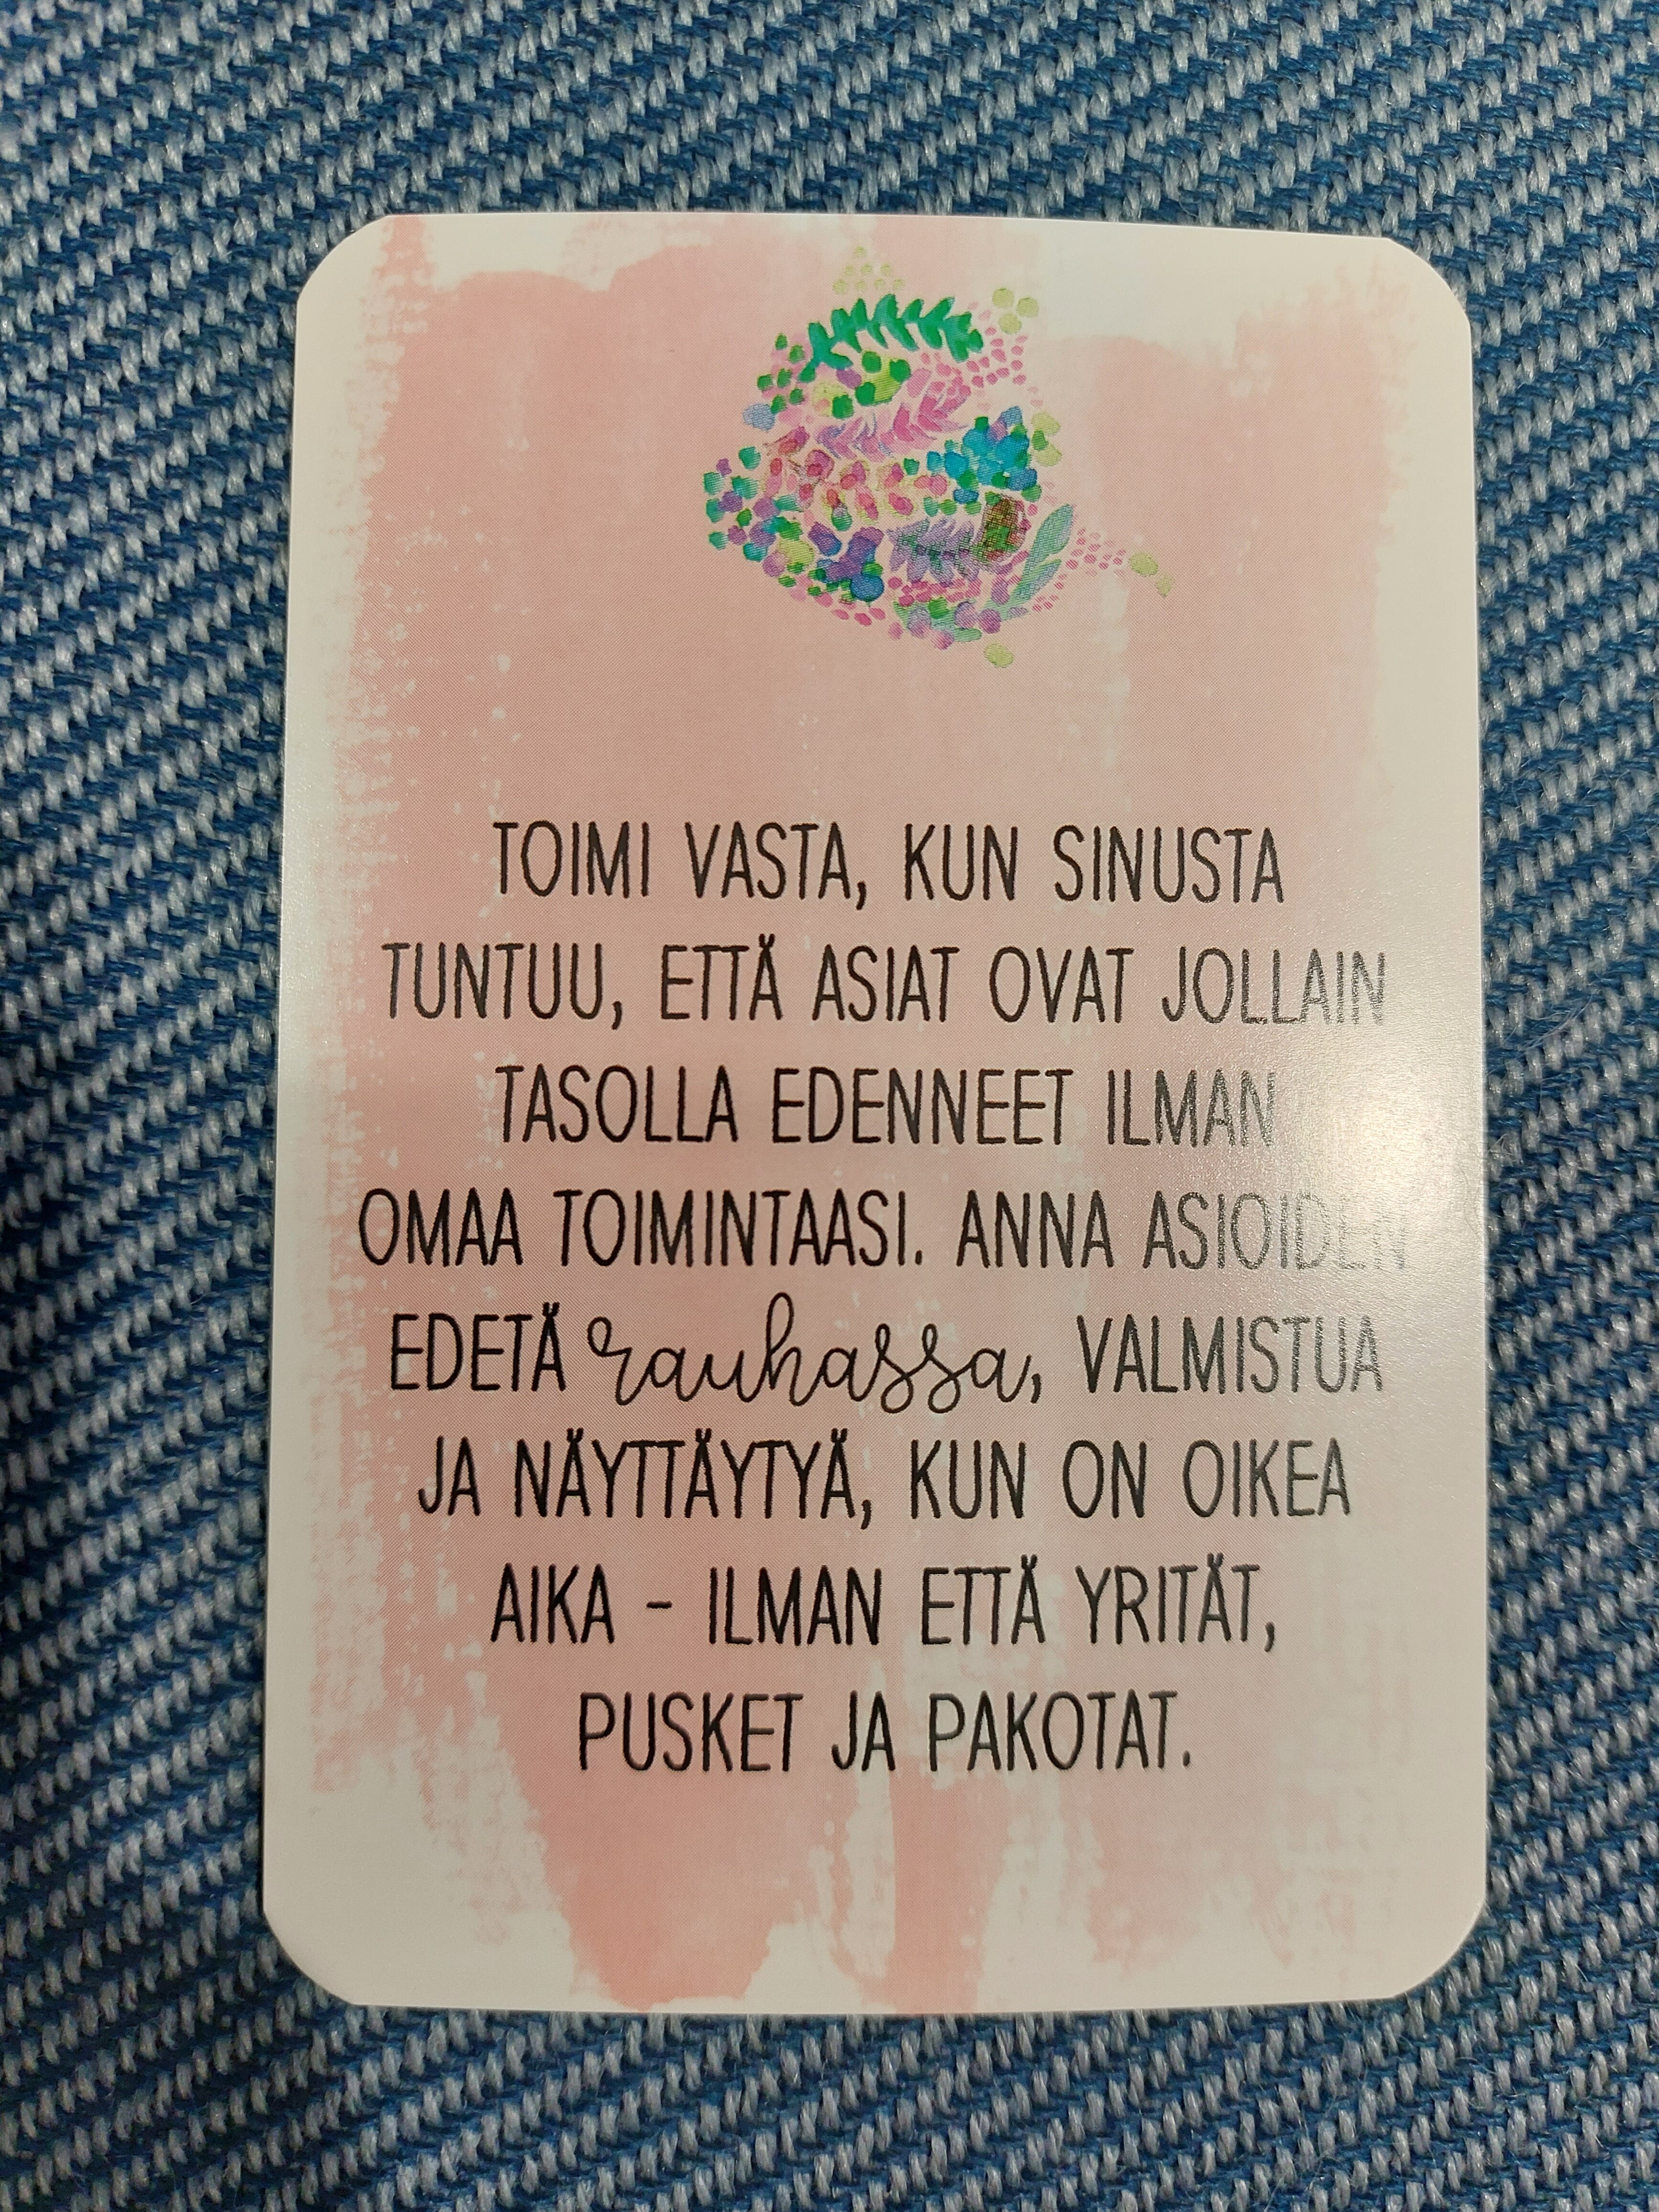 TOIMI VASTA, KUN SINUSTA
TUNTUU, ETTÄ ASIAT OVAT JOLLAIN
TASOLLA EDENNEET ILMAN
OMAA TOIMINTAASI. ANNA ASIOIDEN
EDETÄ rauhassa, VALMISTUA
JA NÄYTTÄYTYÄ, KUN ON OIKEA
AIKA - ILMAN ETTÄ YRITÄT,
PUSKET JA PAKOTAT.